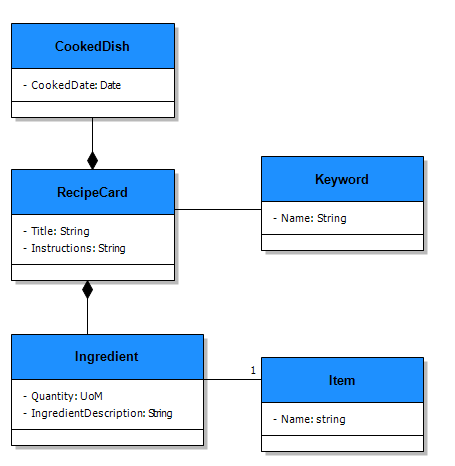 CookedDish
- CookedDate: Date
RecipeCard
- Title: String
- Instructions: String
Keyword
- Name: String
Ingredient
- Quantity: UoM
- IngredientDescription: String
1
Item
- Name: string